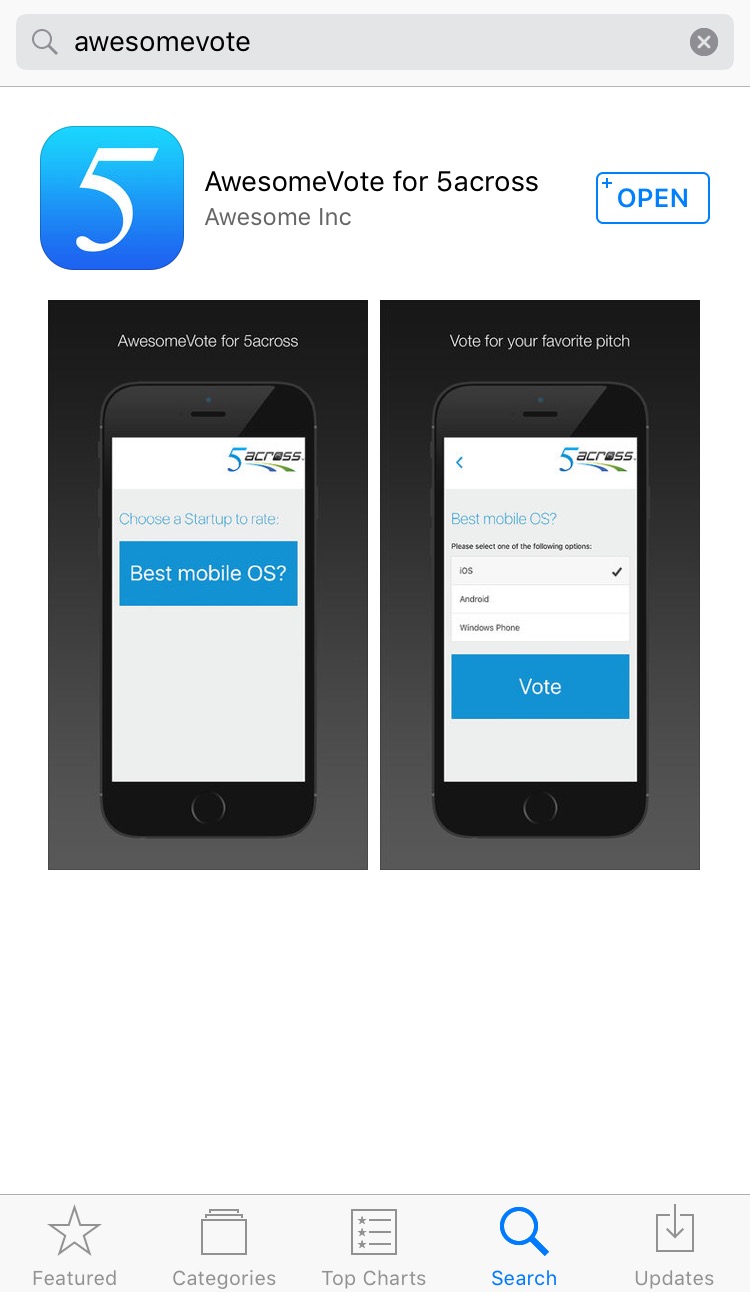 awesomevote
5
AwesomeVote for 5across
Awesome Inc
+ OPEN
AwesomeVote for 5across
5across
Choose a Startup to rate:
Best mobile OS?
Vote for your favorite pitch
5across
Best mobile OS?
Please select one of the following options:
iOS
Android
Windows Phone
Vote
Featured
Categories
Top Charts
Search
Updates